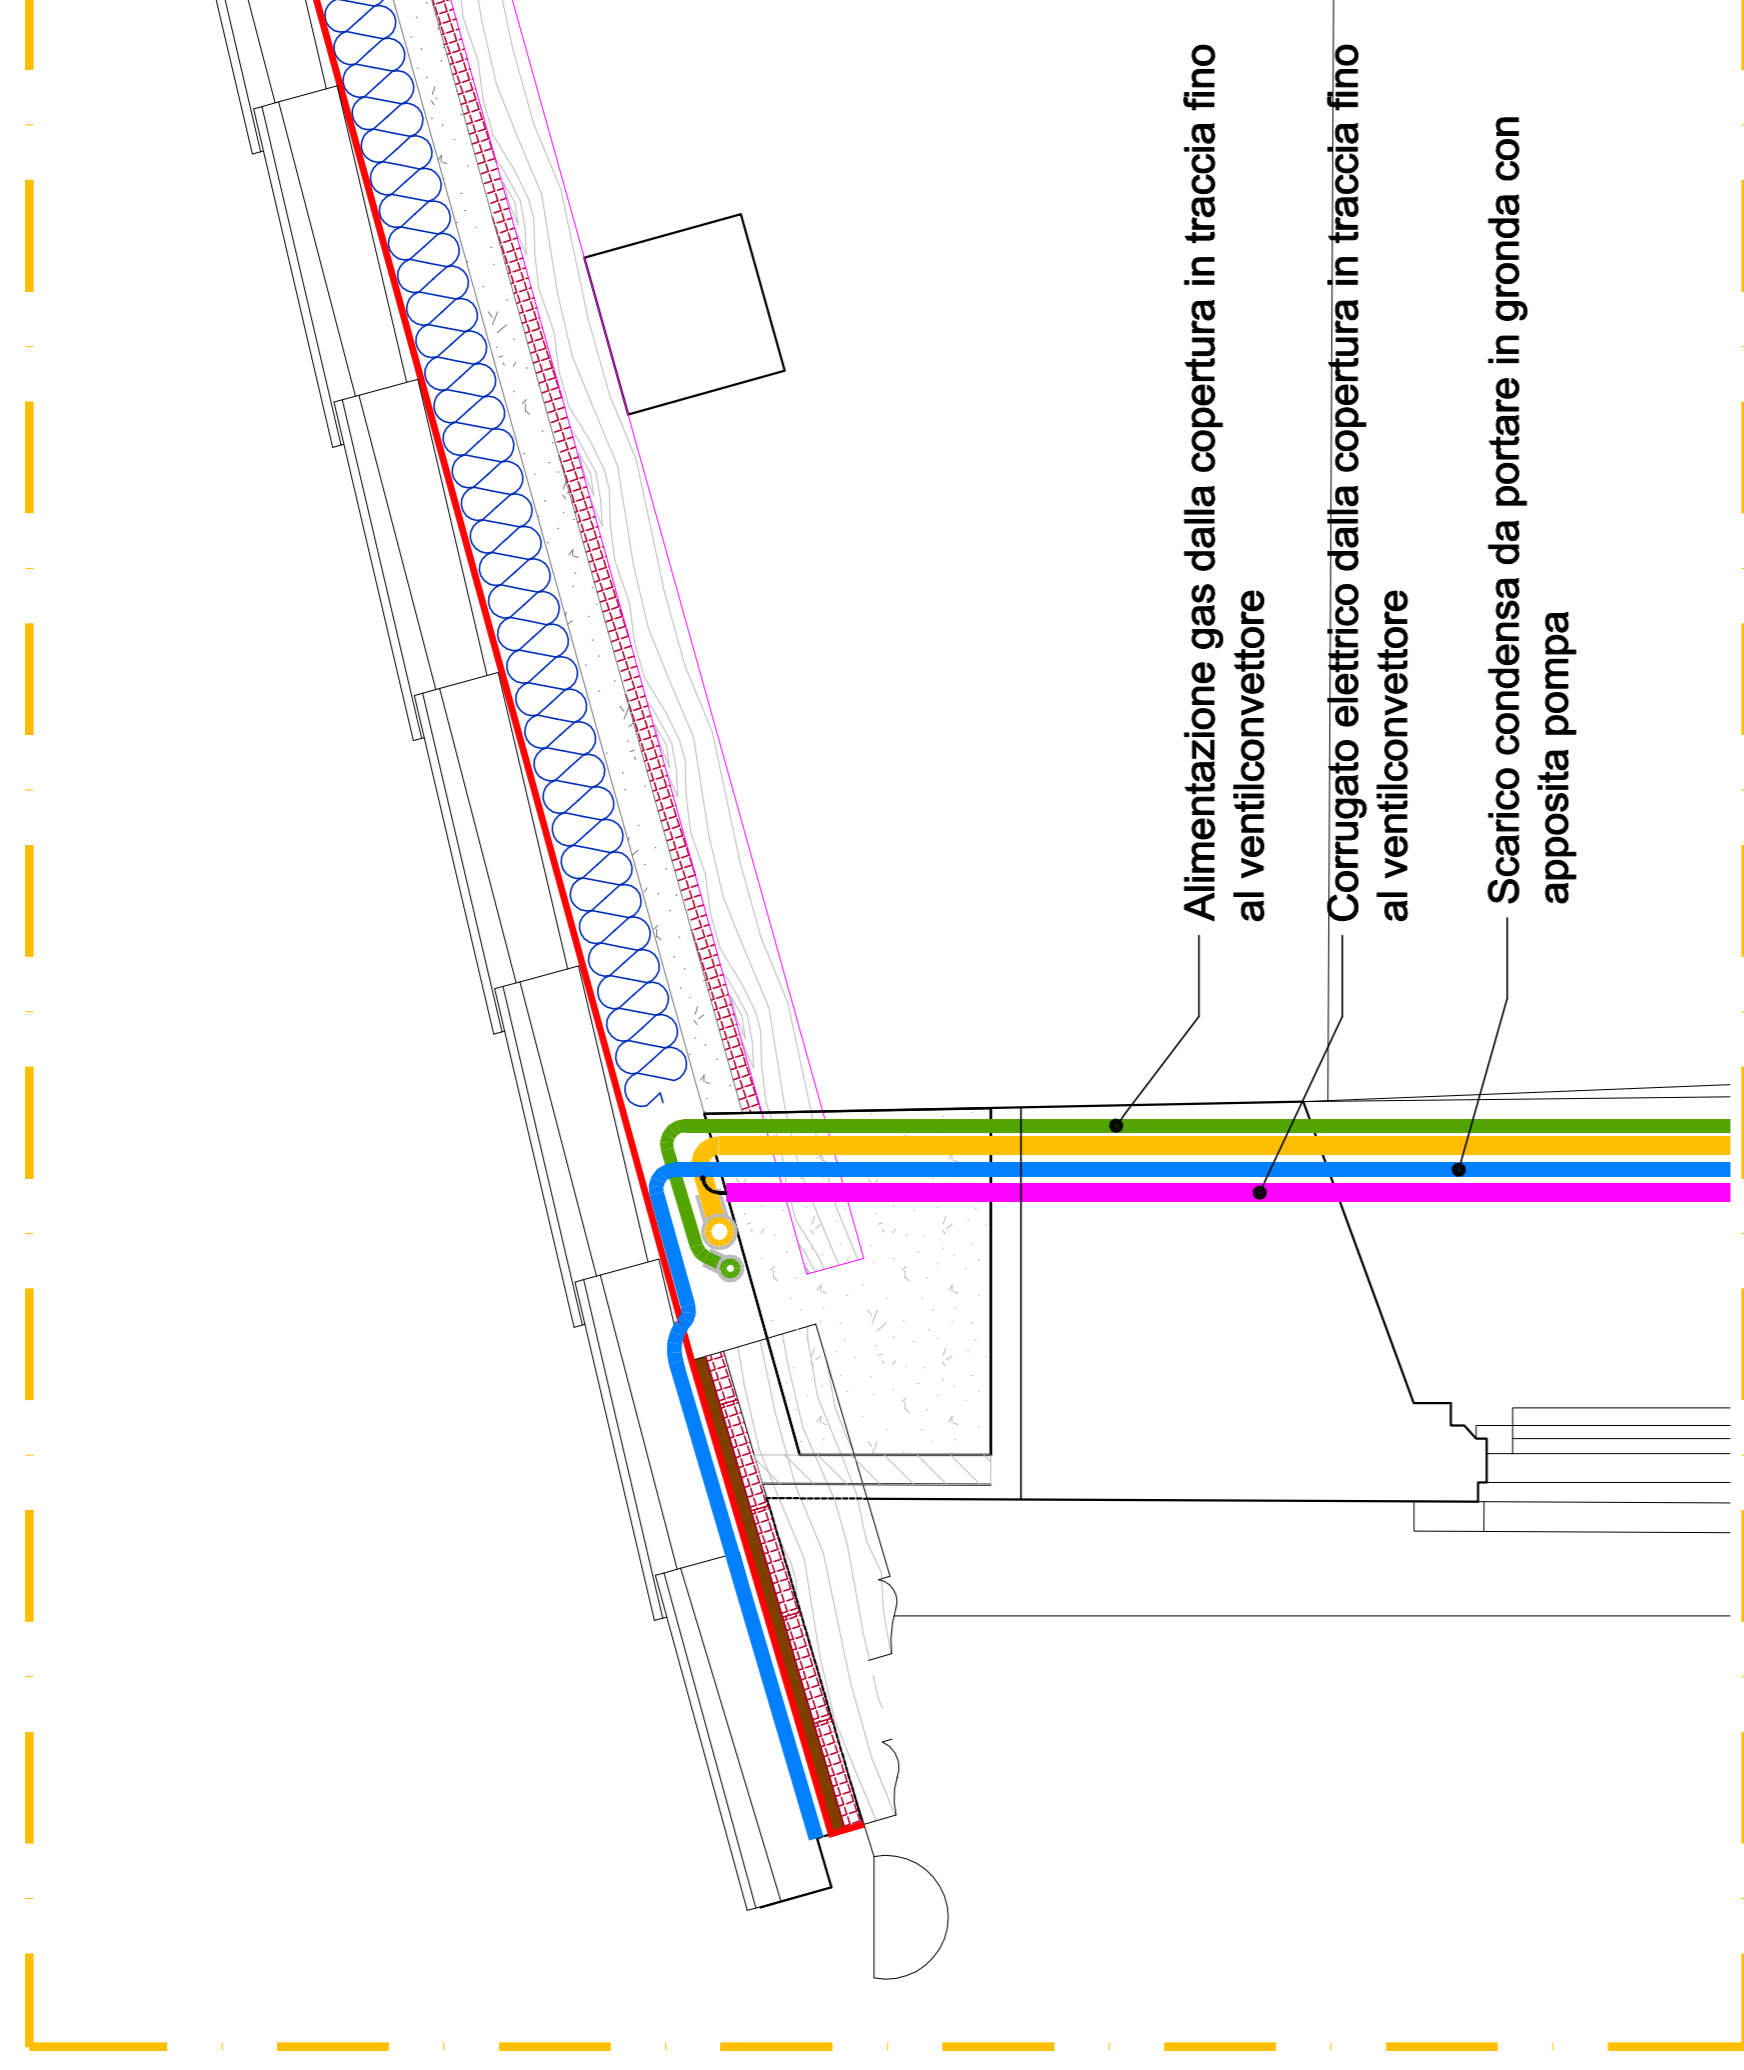 Alimentazione gas dalla copertura in traccia fino
al ventilconvettore
Corrugato elettrico dalla copertura in traccia fino
al ventilconvettore
Scarico condensa da portare in gronda con
apposita pompa